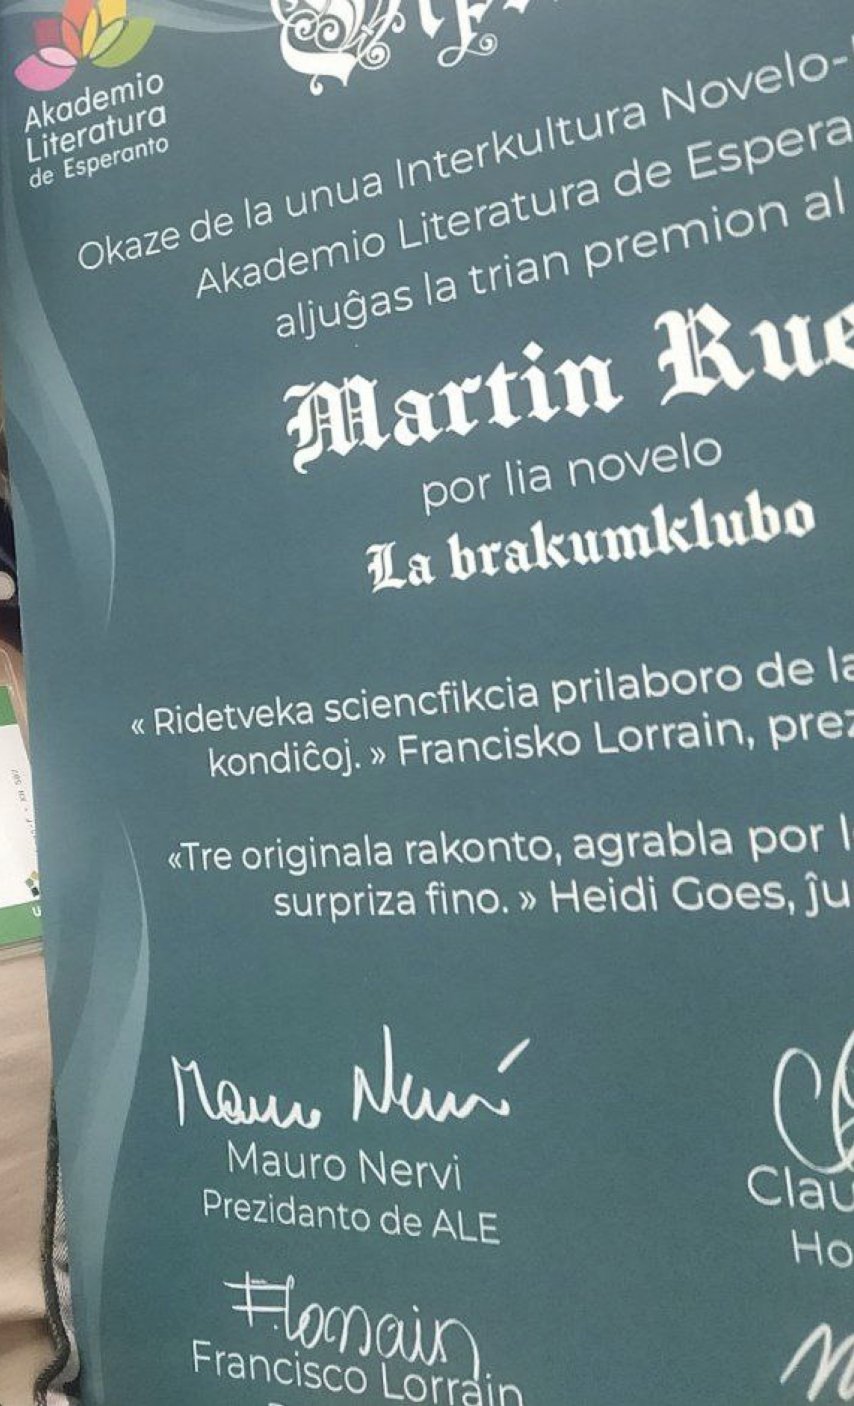 Akademio
Literatura
de Esperanto
Okaze de la unua Interkultura Novelo-
Akademio Literatura de Espera
aljuĝas la trian premion al
Martin Rue
por lia novelo
La brakumklubo
« Ridetveka sciencfikcia prilaboro de la
kondiĉoj. » Francisko Lorrain, prez
«Tre originala rakonto, agrabla por l
surpriza fino. » Heidi Goes, ĵu
Mauro Nervi
Mauro Nervi
Prezidanto de ALE
Clau
Ho
FLorrain
Francisco Lorrain